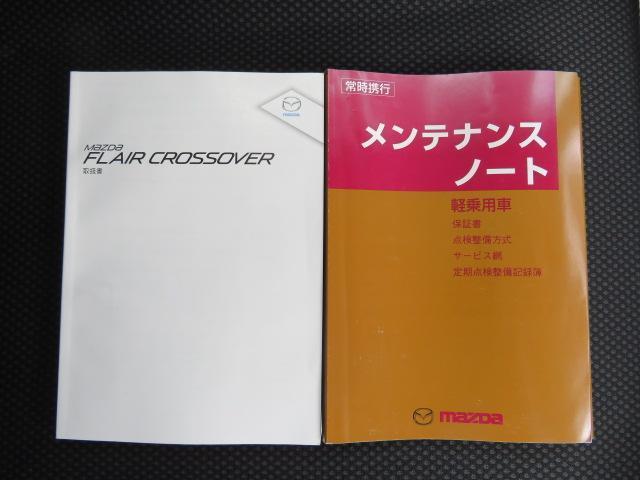 mazda
mazda
FLAIR CROSSOVER
取扱書
常時携行
メンテナンス
ノート
軽乗用車
保証書
点検整備方式
サービス網
定期点検整備記録簿
mazda